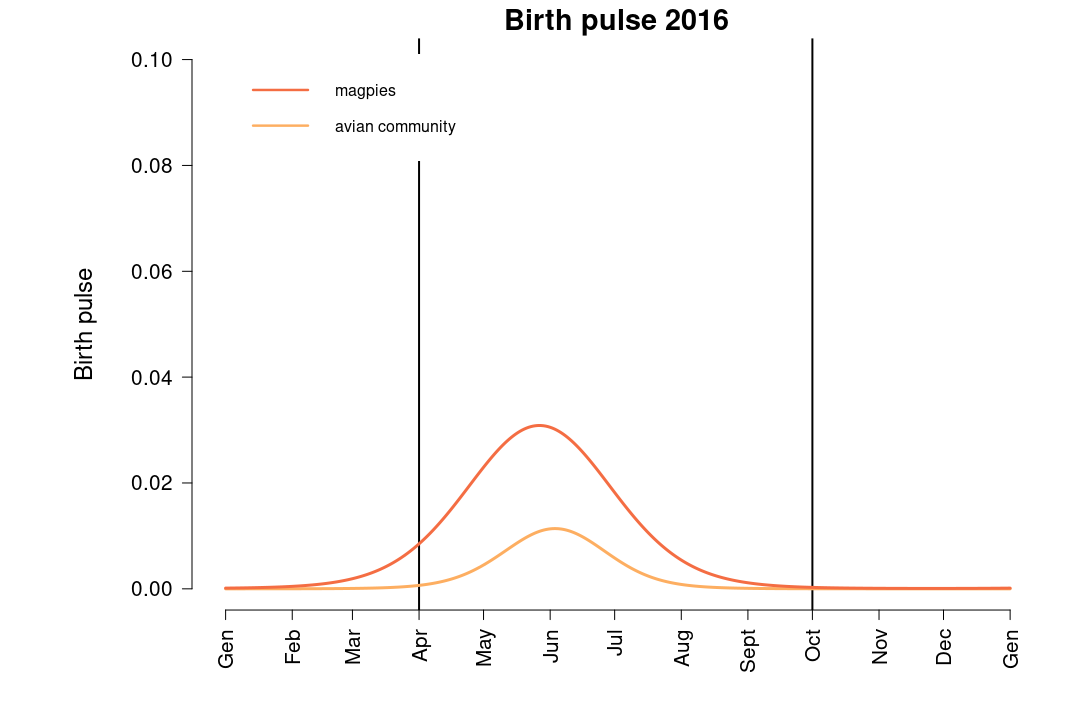 Birth pulse 2016
0.10
magpies
avian community
0.08
0.06
Birth pulse
0.04
0.02
0.00
Gen Feb Mar Apr May Jun Jul Aug Sept Oct Nov Dec Gen